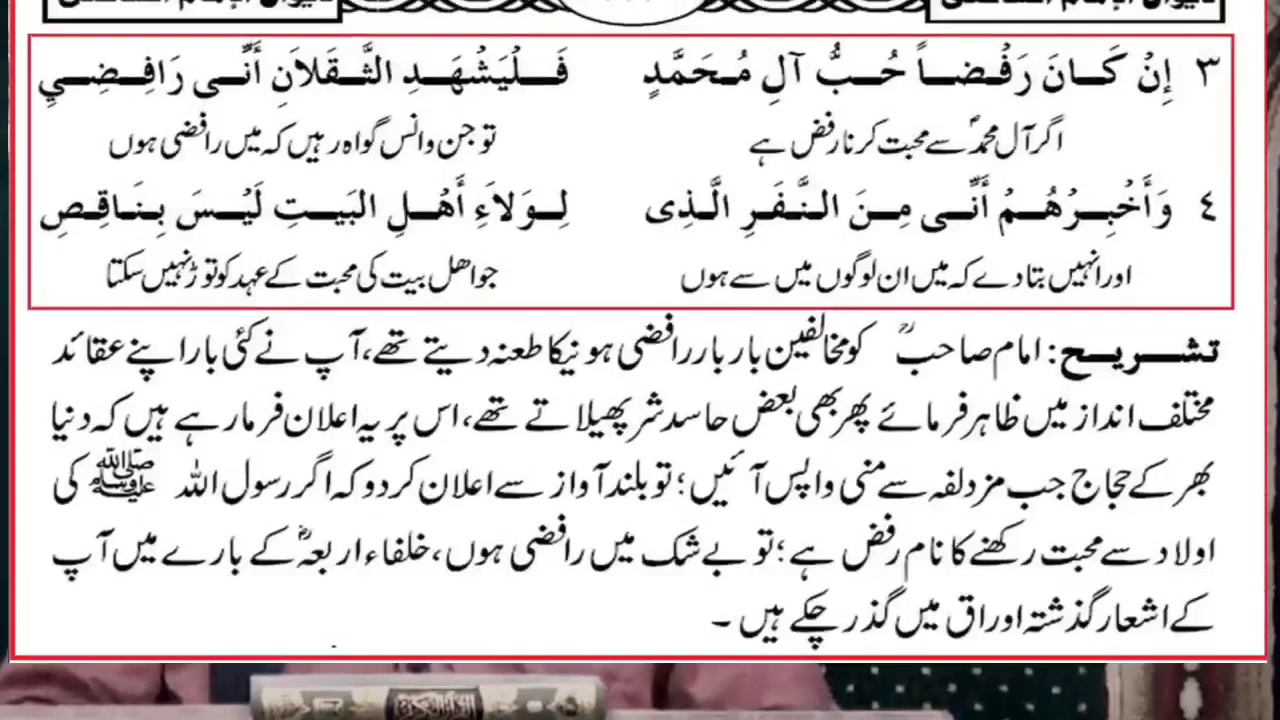 ٣ إِنْ كَانَ رَفْضاً حُبُّ آلِ مُحَمَّدٍ فَلْيَشْهَدِ الثَّقَلَانِ أَنِّى رَافِضِي
اگر آل محمدؐ سے محبت کرنا رفض ہے تو جن وانس گواہ رہیں کہ میں رافضی ہوں
٤ وَأَخْبِرْهُمْ أَنِّى مِنَ النَّفَرِ الَّذِى لِوَلَاءِ أَهْلِ البَيتِ لَيْسَ بِنَاقِصِ
اور انہیں بتادے کہ میں ان لوگوں میں سے ہوں جو اھل بیت کی محبت کے عہد کو توڑ نہیں سکتا
تشریح: امام صاحبؒ کو مخالفین بار بار رافضی ہونیکا طعنہ دیتے تھے، آپ نے کئی بار اپنے عقائد
مختلف انداز میں ظاہر فرمائے پھر بھی بعض حاسد شر پھیلاتے تھے، اس پر یہ اعلان فرمارہے ہیں کہ دنیا
بھر کے حجاج جب مزدلفہ سے منی واپس آئیں؛ تو بلند آواز سے اعلان کر دو کہ اگر رسول اللہ ﷺ کی
اولاد سے محبت رکھنے کا نام رفض ہے؛ تو بے شک میں رافضی ہوں، خلفاء اربعہؓ کے بارے میں آپ
کے اشعار گذشتہ اوراق میں گذر چکے ہیں ۔